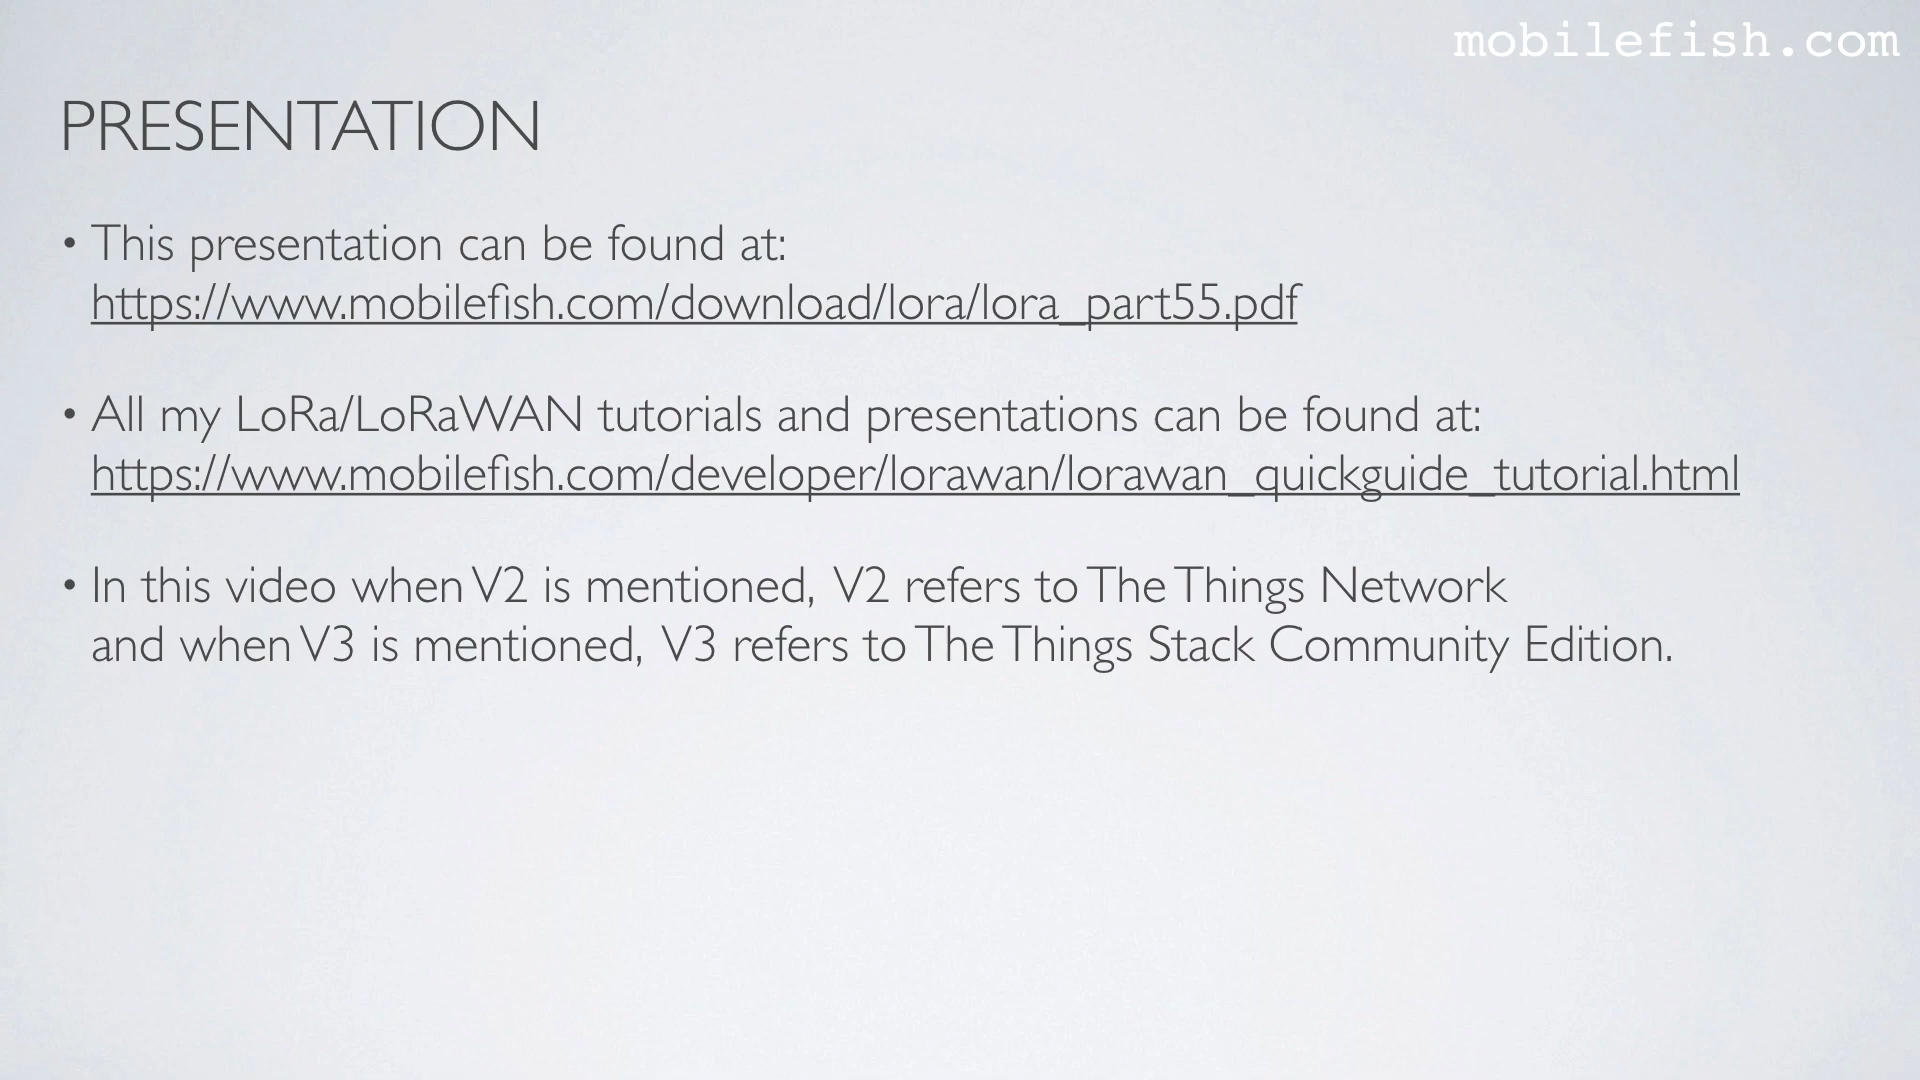 mobilefish.com
PRESENTATION
• This presentation can be found at:
https://www.mobilefish.com/download/lora/lora_part55.pdf
• All my LoRa/LoRaWAN tutorials and presentations can be found at:
https://www.mobilefish.com/developer/lorawan/lorawan_quickguide_tutorial.html
• In this video when V2 is mentioned, V2 refers to The Things Network
and when V3 is mentioned, V3 refers to The Things Stack Community Edition.